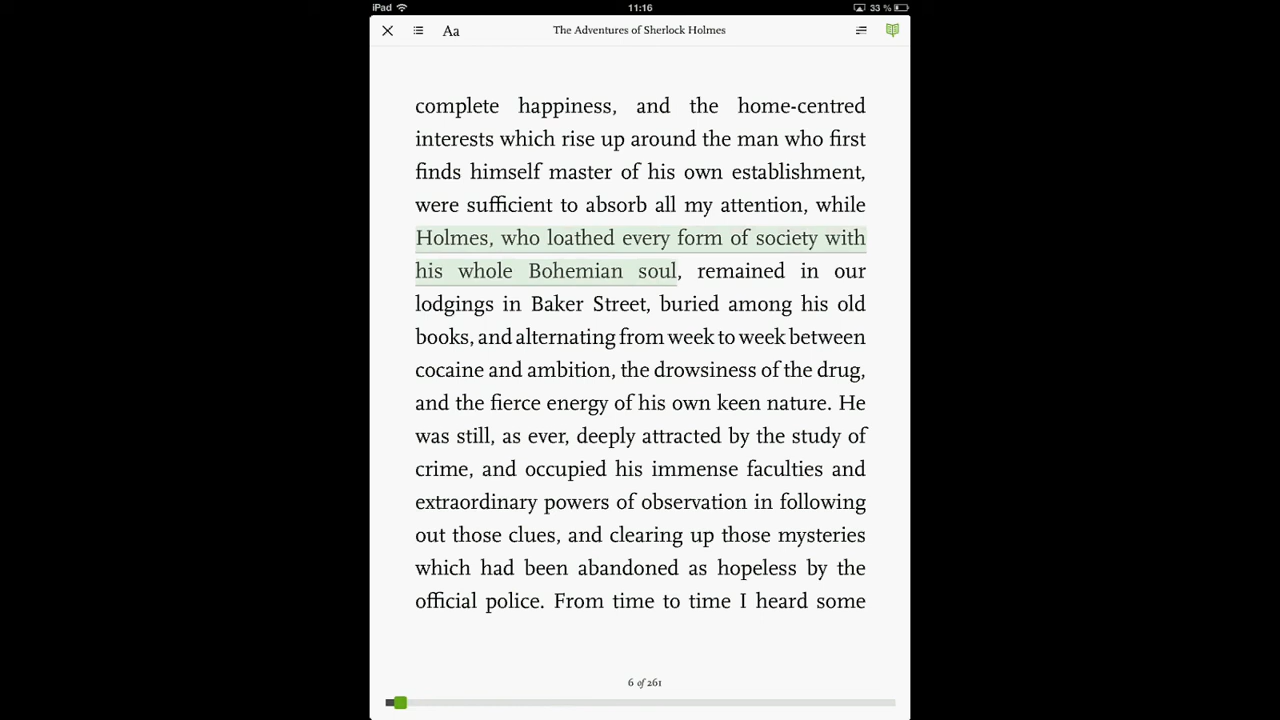 iPad 11:16 33 %
Aa The Adventures of Sherlock Holmes
complete happiness, and the home-centred
interests which rise up around the man who first
finds himself master of his own establishment,
were sufficient to absorb all my attention, while
Holmes, who loathed every form of society with
his whole Bohemian soul, remained in our
lodgings in Baker Street, buried among his old
books, and alternating from week to week between
cocaine and ambition, the drowsiness of the drug,
and the fierce energy of his own keen nature. He
was still, as ever, deeply attracted by the study of
crime, and occupied his immense faculties and
extraordinary powers of observation in following
out those clues, and clearing up those mysteries
which had been abandoned as hopeless by the
official police. From time to time I heard some
6 of 261